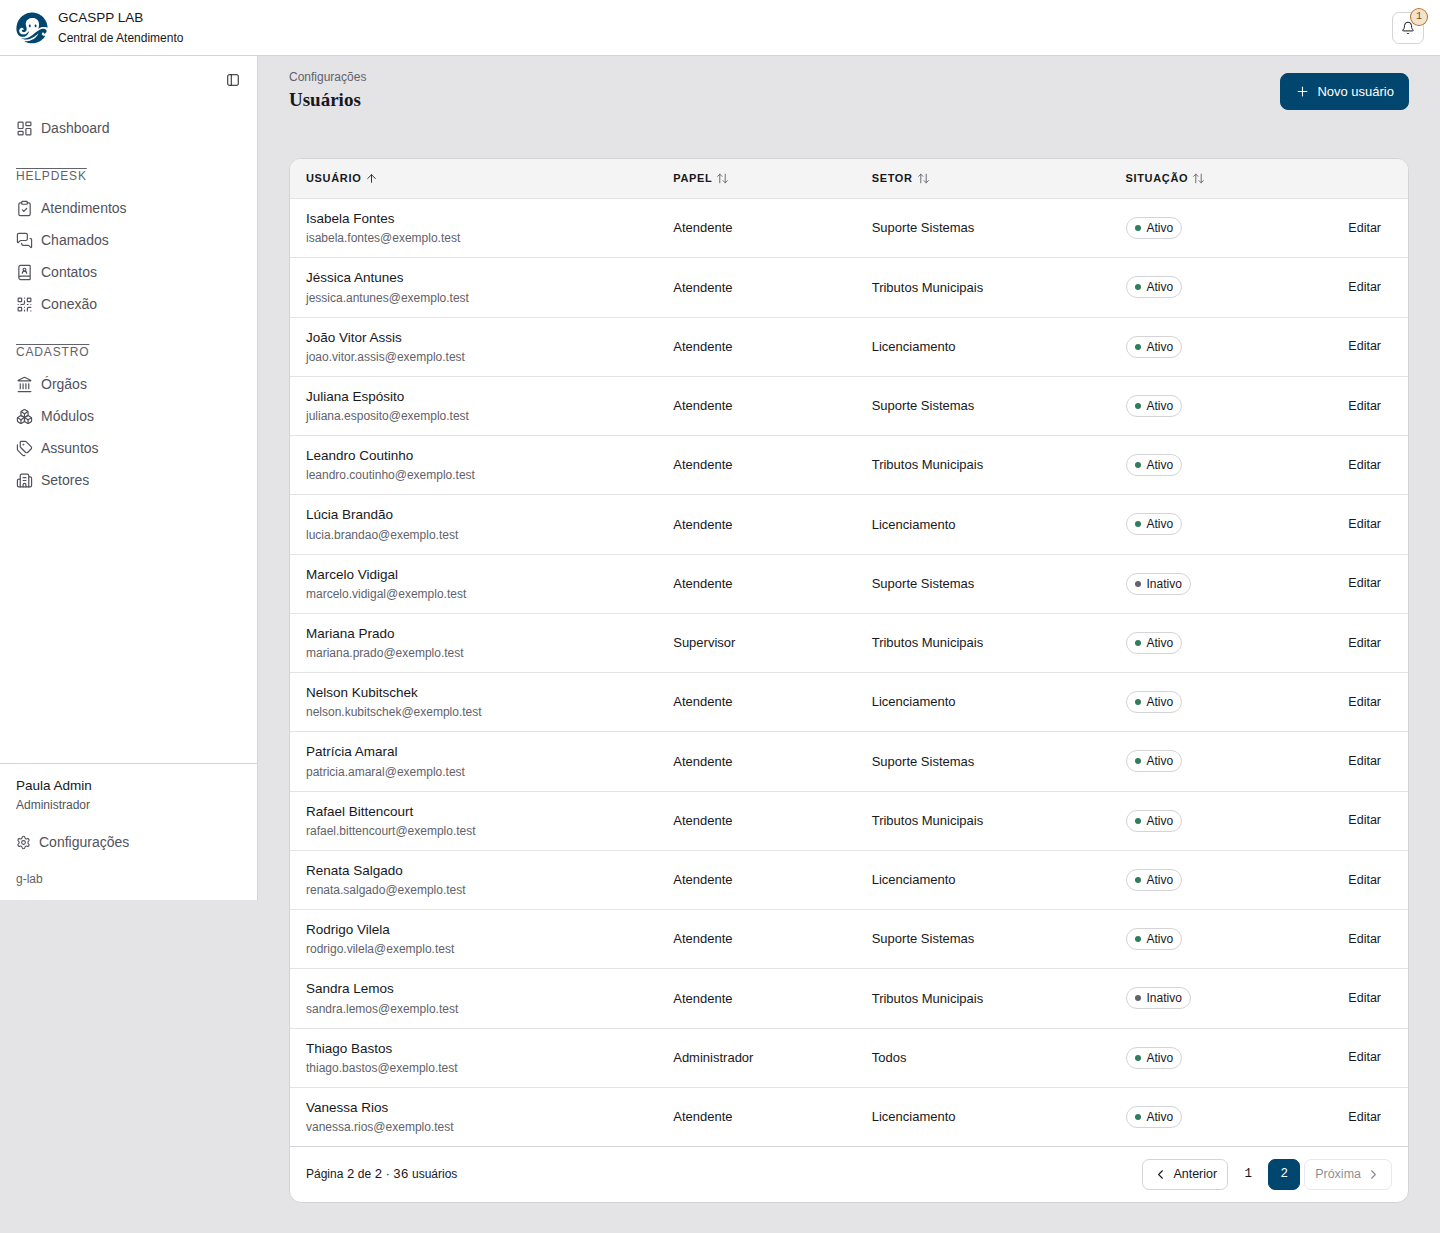 GCASPP LAB
Central de Atendimento
1
Dashboard
HELPDESK
Atendimentos
Chamados
Contatos
Conexão
CADASTRO
Órgãos
Módulos
Assuntos
Setores
Paula Admin
Administrador
Configurações
g-lab
Configurações
Usuários
Novo usuário
USUÁRIO PAPEL SETOR SITUAÇÃO
Isabela Fontes
isabela.fontes@exemplo.test
Atendente Suporte Sistemas Ativo Editar
Jéssica Antunes
jessica.antunes@exemplo.test
Atendente Tributos Municipais Ativo Editar
João Vitor Assis
joao.vitor.assis@exemplo.test
Atendente Licenciamento Ativo Editar
Juliana Espósito
juliana.esposito@exemplo.test
Atendente Suporte Sistemas Ativo Editar
Leandro Coutinho
leandro.coutinho@exemplo.test
Atendente Tributos Municipais Ativo Editar
Lúcia Brandão
lucia.brandao@exemplo.test
Atendente Licenciamento Ativo Editar
Marcelo Vidigal
marcelo.vidigal@exemplo.test
Atendente Suporte Sistemas Inativo Editar
Mariana Prado
mariana.prado@exemplo.test
Supervisor Tributos Municipais Ativo Editar
Nelson Kubitschek
nelson.kubitschek@exemplo.test
Atendente Licenciamento Ativo Editar
Patrícia Amaral
patricia.amaral@exemplo.test
Atendente Suporte Sistemas Ativo Editar
Rafael Bittencourt
rafael.bittencourt@exemplo.test
Atendente Tributos Municipais Ativo Editar
Renata Salgado
renata.salgado@exemplo.test
Atendente Licenciamento Ativo Editar
Rodrigo Vilela
rodrigo.vilela@exemplo.test
Atendente Suporte Sistemas Ativo Editar
Sandra Lemos
sandra.lemos@exemplo.test
Atendente Tributos Municipais Inativo Editar
Thiago Bastos
thiago.bastos@exemplo.test
Administrador Todos Ativo Editar
Vanessa Rios
vanessa.rios@exemplo.test
Atendente Licenciamento Ativo Editar
Página 2 de 2 · 36 usuários
Anterior 1 2 Próxima